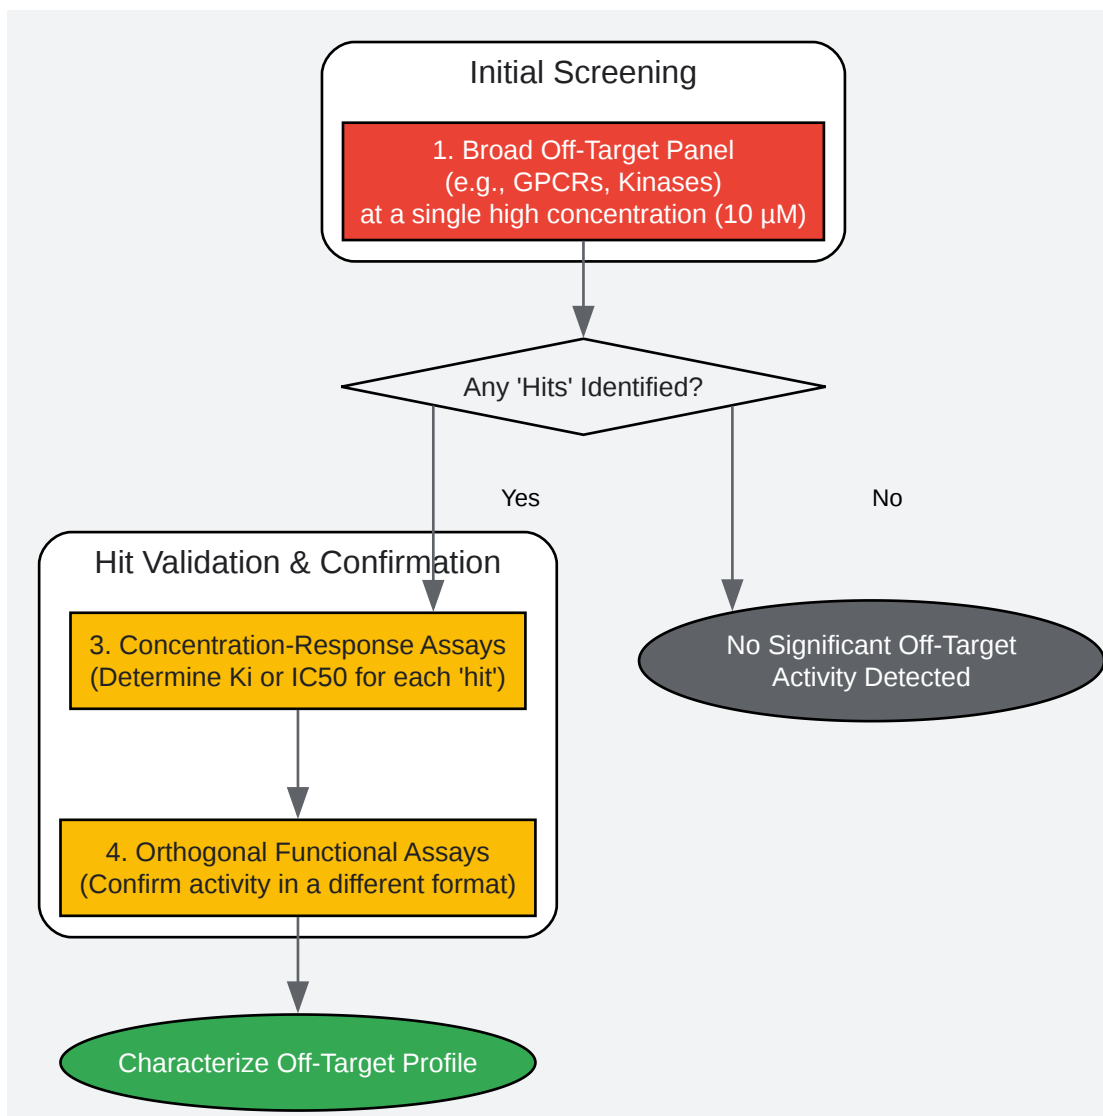 Initial Screening
1. Broad Off-Target Panel
(e.g., GPCRs, Kinases)
at a single high concentration (10 µM)
Any 'Hits' Identified?
Yes
No
Hit Validation & Confirmation
3. Concentration-Response Assays
(Determine Ki or IC50 for each 'hit')
No Significant Off-Target
Activity Detected
4. Orthogonal Functional Assays
(Confirm activity in a different format)
Characterize Off-Target Profile